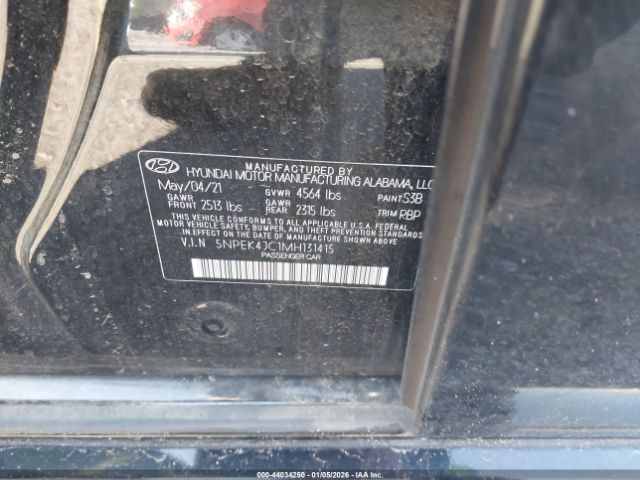 MANUFACTURED BY
HYUNDAI MOTOR MANUFACTURING ALABAMA, LLC
May/04/21 GVWR 4564 lbs PAINT S3B
GAWR FRONT 2513 lbs GAWR REAR 2315 lbs TRIM RBP
THIS VEHICLE CONFORMS TO ALL APPLICABLE U.S.A. FEDERAL
MOTOR VEHICLE SAFETY, BUMPER, AND THEFT PREVENTION STANDARDS
IN EFFECT ON THE DATE OF MANUFACTURE SHOWN ABOVE.
V.I.N 5NPEK4JC1MH131415
PASSENGER CAR
000-44034250 - 01/05/2026 - IAA Inc.